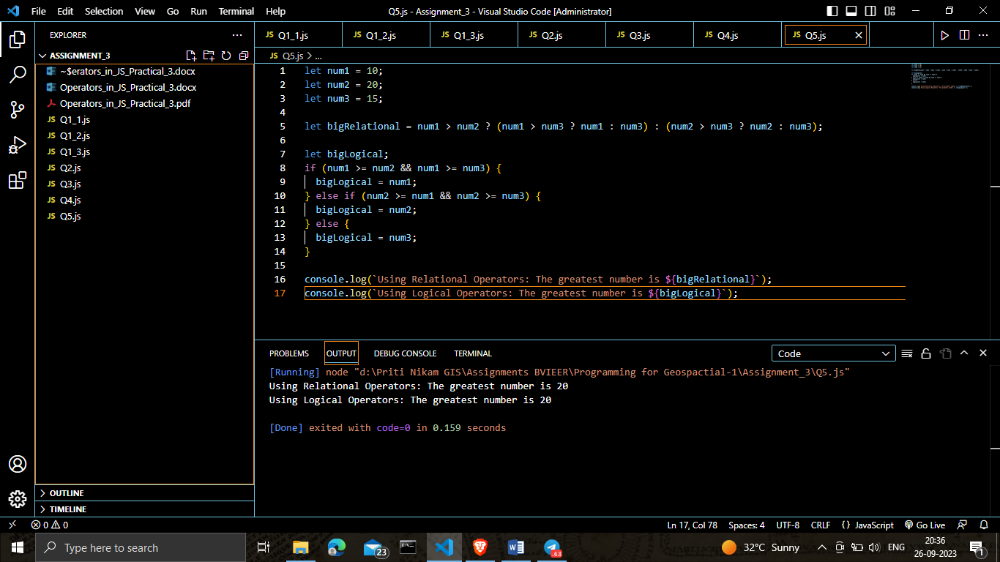 File Edit Selection View Go Run Terminal Help Q5.js - Assignment_3 - Visual Studio Code [Administrator]
EXPLORER
ASSIGNMENT_3
~$erators_in_JS_Practical_3.docx
Operators_in_JS_Practical_3.docx
Operators_in_JS_Practical_3.pdf
JS Q1_1.js
JS Q1_2.js
JS Q1_3.js
JS Q2.js
JS Q3.js
JS Q4.js
JS Q5.js
OUTLINE
TIMELINE
JS Q1_1.js JS Q1_2.js JS Q1_3.js JS Q2.js JS Q3.js JS Q4.js JS Q5.js
JS Q5.js > ...
1 let num1 = 10;
2 let num2 = 20;
3 let num3 = 15;
4
5 let bigRelational = num1 > num2 ? (num1 > num3 ? num1 : num3) : (num2 > num3 ? num2 : num3);
6
7 let bigLogical;
8 if (num1 >= num2 && num1 >= num3) {
9 bigLogical = num1;
10 } else if (num2 >= num1 && num2 >= num3) {
11 bigLogical = num2;
12 } else {
13 bigLogical = num3;
14 }
15
16 console.log(`Using Relational Operators: The greatest number is ${bigRelational}`);
17 console.log(`Using Logical Operators: The greatest number is ${bigLogical}`);
PROBLEMS OUTPUT DEBUG CONSOLE TERMINAL Code
[Running] node "d:\Priti Nikam GIS\Assignments BVIEER\Programming for Geospactial-1\Assignment_3\Q5.js"
Using Relational Operators: The greatest number is 20
Using Logical Operators: The greatest number is 20
[Done] exited with code=0 in 0.159 seconds
0 0 Ln 17, Col 78 Spaces: 4 UTF-8 CRLF {} JavaScript Go Live
Type here to search 23 .63 32°C Sunny ENG 20:36
26-09-2023 1